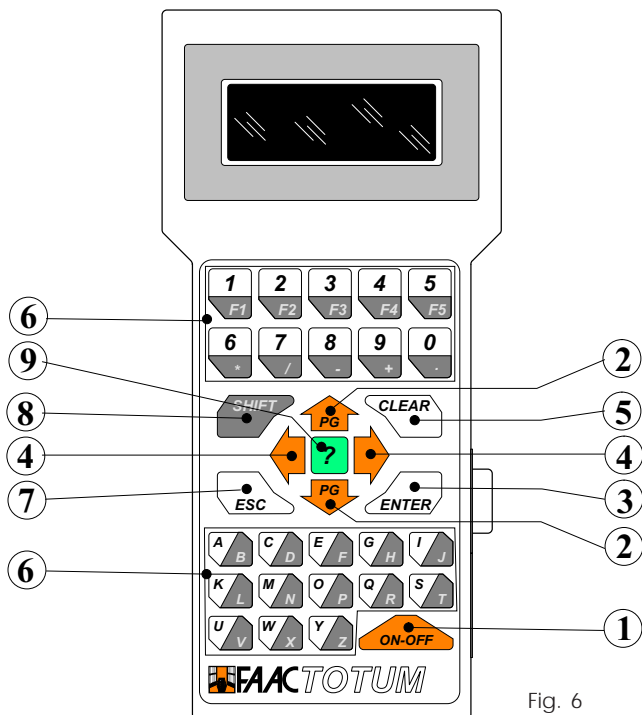 1 2 3 4 5
F1 F2 F3 F4 F5
6
6 7 8 9 0
* / - + .
9
2
SHIFT PG CLEAR
8
5
4 ? 4
7
ESC PG ENTER
3
2
A B C D E F G H I J
6
K L M N O P Q R S T
U V W X Y Z
ON-OFF
1
FAACTOTUM
Fig. 6